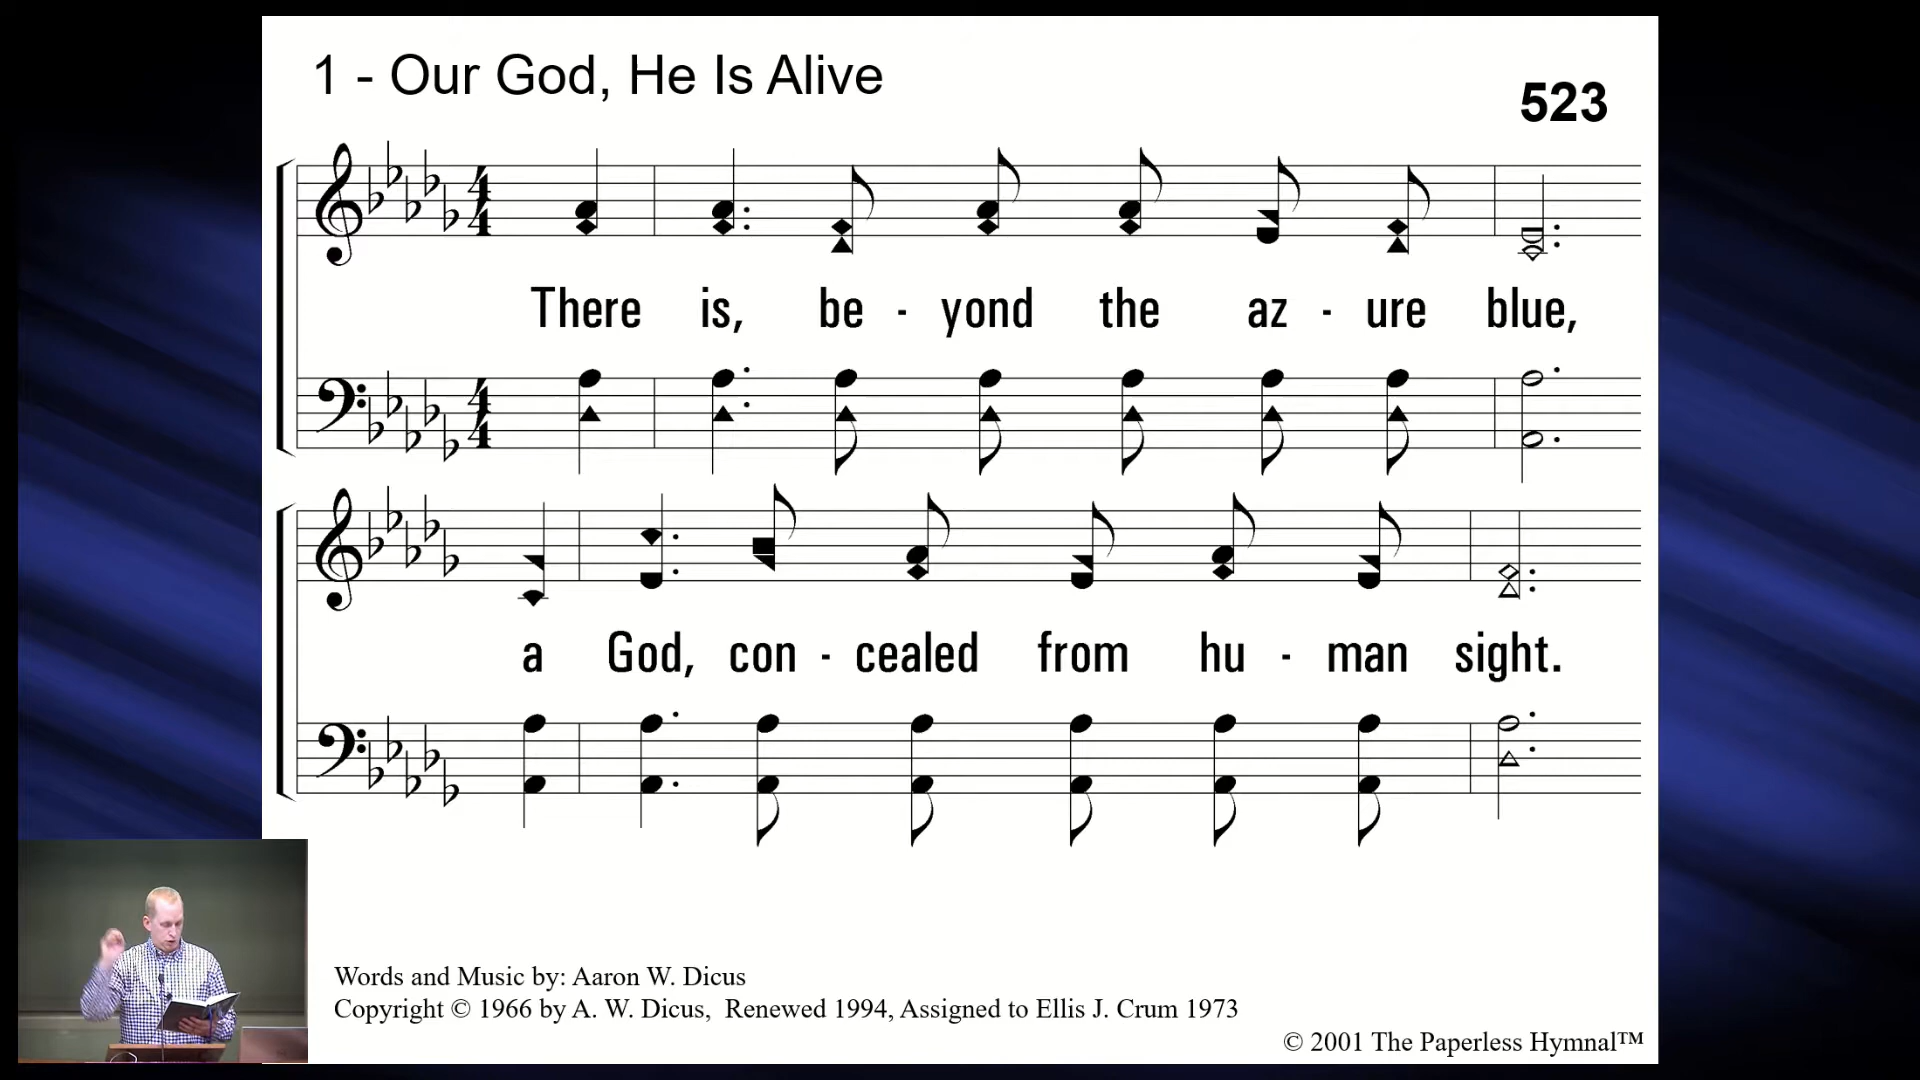 1 - Our God, He Is Alive
523
There is, be - yond the az - ure blue,
a God, con - cealed from hu - man sight.
Words and Music by: Aaron W. Dicus
Copyright © 1966 by A. W. Dicus, Renewed 1994, Assigned to Ellis J. Crum 1973
© 2001 The Paperless Hymnal™